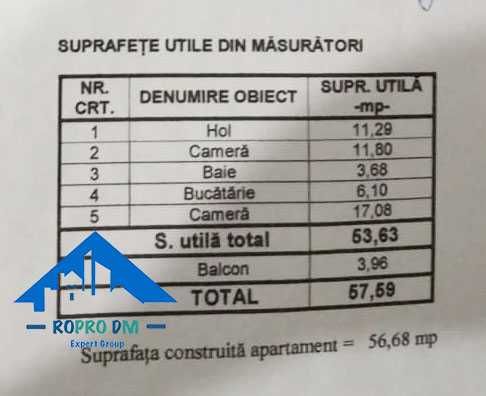 SUPRAFEȚE UTILE DIN MĂSURĂTORI
NR. CRT. DENUMIRE OBIECT SUPR. UTILĂ -mp-
1 Hol 11,29
2 Cameră 11,80
3 Baie 3,68
4 Bucătărie 6,10
5 Cameră 17,08
S. utilă total 53,63
Balcon 3,96
TOTAL 57,59
ROPRO DM
Expert Group
Suprafața construită apartament = 56,68 mp